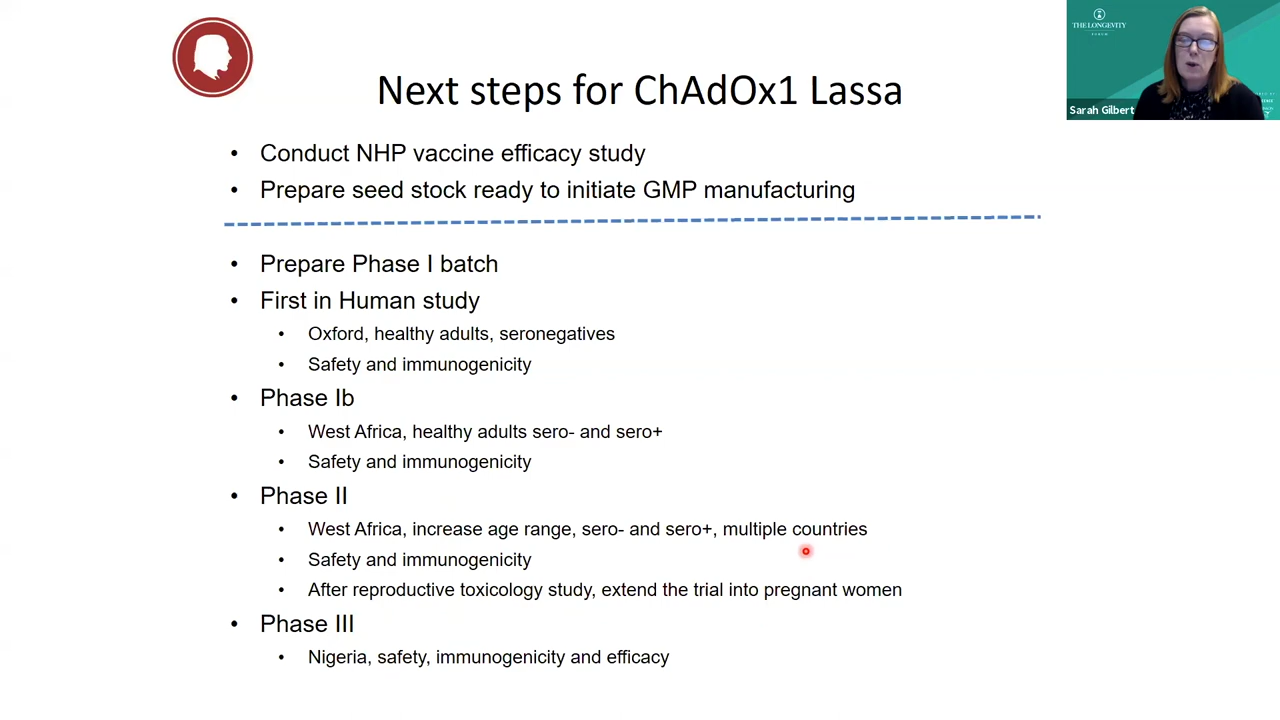 Next steps for ChAdOx1 Lassa
• Conduct NHP vaccine efficacy study
• Prepare seed stock ready to initiate GMP manufacturing
• Prepare Phase I batch
• First in Human study
• Oxford, healthy adults, seronegatives
• Safety and immunogenicity
• Phase Ib
• West Africa, healthy adults sero- and sero+
• Safety and immunogenicity
• Phase II
• West Africa, increase age range, sero- and sero+, multiple countries
• Safety and immunogenicity
• After reproductive toxicology study, extend the trial into pregnant women
• Phase III
• Nigeria, safety, immunogenicity and efficacy
THE LONGEVITY
FORUM
Sarah Gilbert